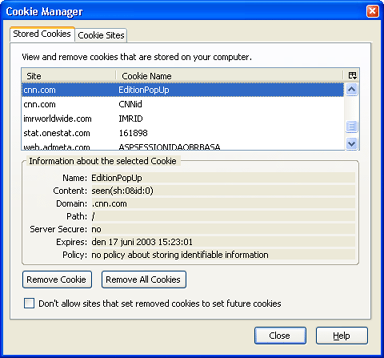 Cookie Manager
Stored Cookies Cookie Sites
View and remove cookies that are stored on your computer.
Site Cookie Name
cnn.com EditionPopUp
cnn.com CNNid
imrworldwide.com IMRID
stat.onestat.com 161898
web.admeta.com ASPSESSIONIDAOBRBASA
Information about the selected Cookie
Name: EditionPopUp
Content: seen(sh:0&id:0)
Domain: .cnn.com
Path: /
Server Secure: no
Expires: den 17 juni 2003 15:23:01
Policy: no policy about storing identifiable information
Remove Cookie Remove All Cookies
Don't allow sites that set removed cookies to set future cookies
Close Help